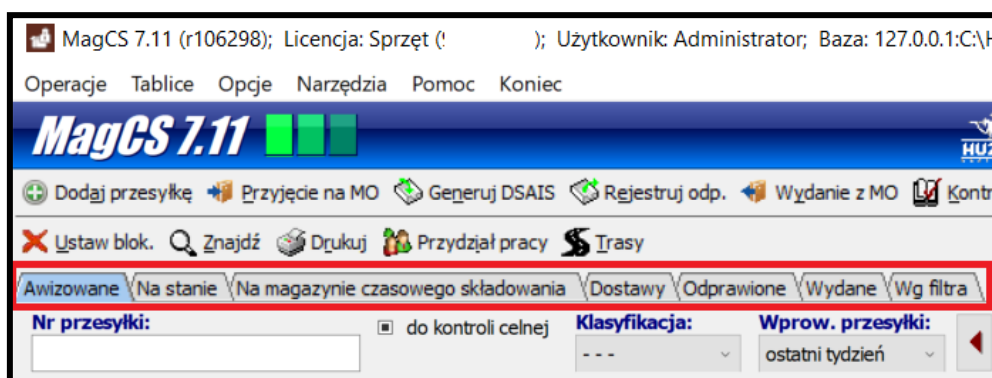 MagCS 7.11 (r106298); Licencja: Sprzęt ( ); Użytkownik: Administrator; Baza: 127.0.0.1:C:\H
Operacje Tablice Opcje Narzędzia Pomoc Koniec
MagCS 7.11
Dodaj przesyłkę Przyjęcie na MO Generuj DSAIS Rejestruj odp. Wydanie z MO Kontr
Ustaw blok. Znajdź Drukuj Przydział pracy Trasy
Awizowane Na stanie Na magazynie czasowego składowania Dostawy Odprawione Wydane Wg filtra
Nr przesyłki: do kontroli celnej Klasyfikacja: Wprow. przesyłki:
- - - ostatni tydzień